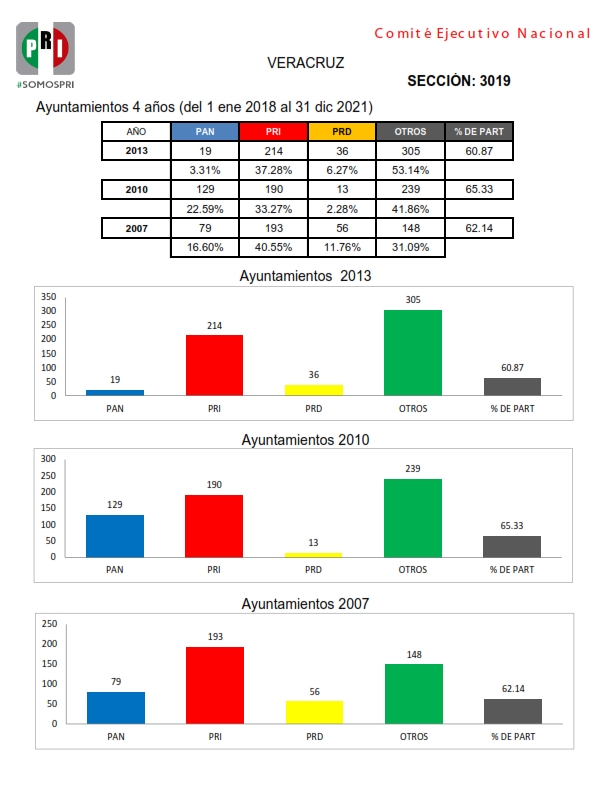 Comité Ejecutivo Nacional
PRI
#SOMOSPRI
VERACRUZ
SECCIÓN: 3019
Ayuntamientos 4 años (del 1 ene 2018 al 31 dic 2021)
AÑO PAN PRI PRD OTROS % DE PART
2013 19 214 36 305 60.87
3.31% 37.28% 6.27% 53.14%
2010 129 190 13 239 65.33
22.59% 33.27% 2.28% 41.86%
2007 79 193 56 148 62.14
16.60% 40.55% 11.76% 31.09%
Ayuntamientos 2013
350
300
250
200
150
100
50
0
19
214
36
305
60.87
PAN PRI PRD OTROS % DE PART
Ayuntamientos 2010
300
250
200
150
100
50
0
129
190
13
239
65.33
PAN PRI PRD OTROS % DE PART
Ayuntamientos 2007
250
200
150
100
50
0
79
193
56
148
62.14
PAN PRI PRD OTROS % DE PART